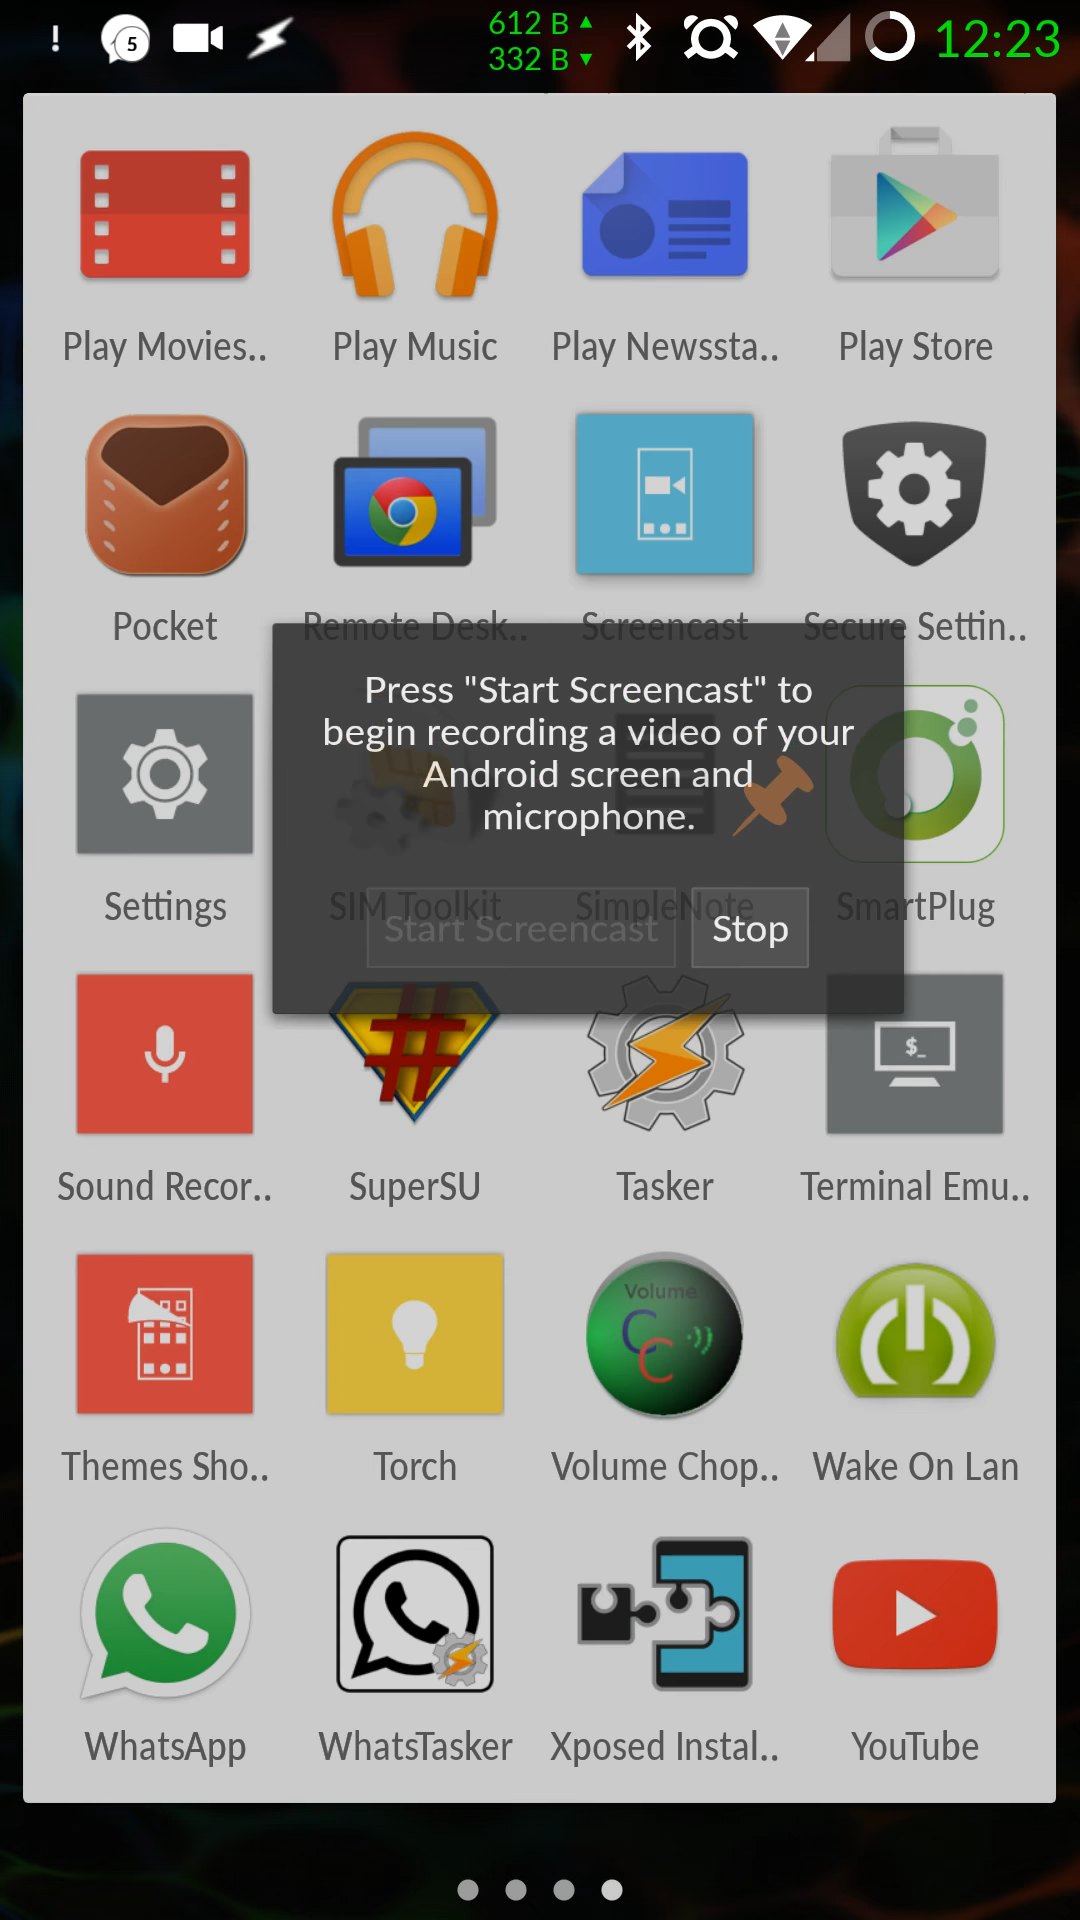 5
612 B
332 B
12:23
Play Movies..
Play Music
Play Newssta..
Play Store
Pocket
Remote Desk..
Screencast
Secure Settin..
Press "Start Screencast" to
begin recording a video of your
Android screen and
microphone.
Settings
SIM Toolkit
SimpleNote
SmartPlug
Start Screencast
Stop
$_
Sound Recor..
SuperSU
Tasker
Terminal Emu..
Volume
C
C
Themes Sho..
Torch
Volume Chop..
Wake On Lan
WhatsApp
WhatsTasker
Xposed Instal..
YouTube